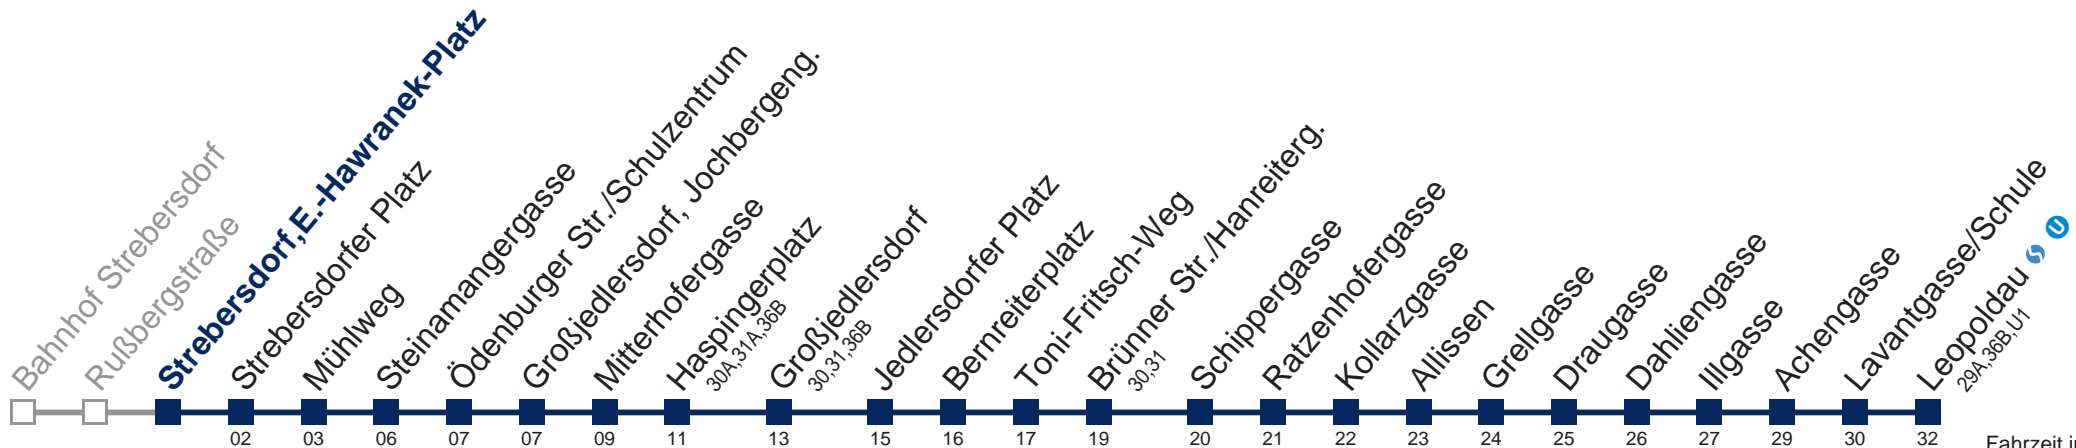 Bahnhof Strebersdorf
Rußbergstraße
Strebersdorf,E.-Hawranek-Platz
Strebersdorfer Platz
Mühlweg
Steinamangergasse
Ödenburger Str./Schulzentrum
Großjedlersdorf, Jochbergeng.
Mitterhofergasse
Haspingerplatz
30A,31A,36B
Großjedlersdorf
30,31,36B
Jedlersdorfer Platz
Bernreiterplatz
Toni-Fritsch-Weg
Brünner Str./Hanreiterg.
30,31
Schippergasse
Ratzenhofergasse
Kollarzgasse
Allissen
Grellgasse
Draugasse
Dahliengasse
Illgasse
Achengasse
Lavantgasse/Schule
Leopoldau
U
29A,36B,U1
02 03 06 07 07 09 11 13 15 16 17 19 20 21 22 23 24 25 26 27 29 30 32
Fahrzeit in